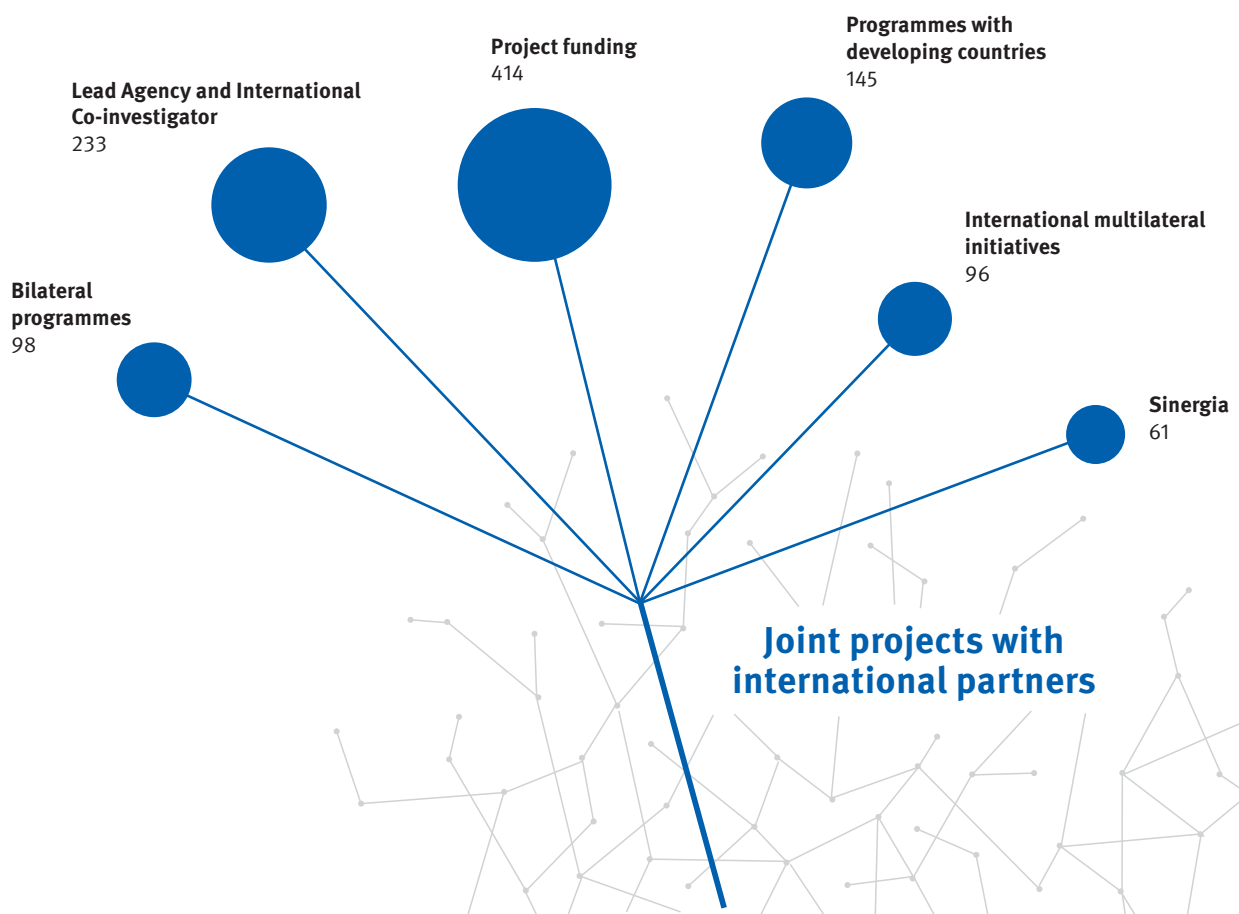 Programmes with
developing countries
145
Project funding
414
Lead Agency and International
Co-investigator
233
International multilateral
initiatives
96
Bilateral
programmes
98
Sinergia
61
Joint projects with
international partners